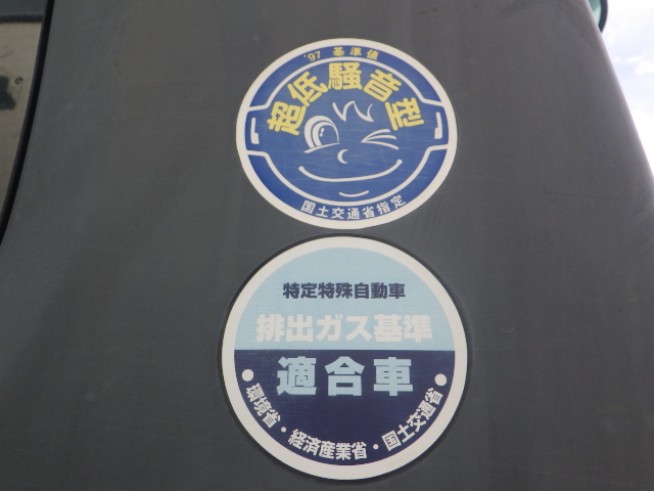 '97 基準値
超低騒音型
国土交通省指定
特定特殊自動車
排出ガス基準
適合車
●環境省・経済産業省・国土交通省●